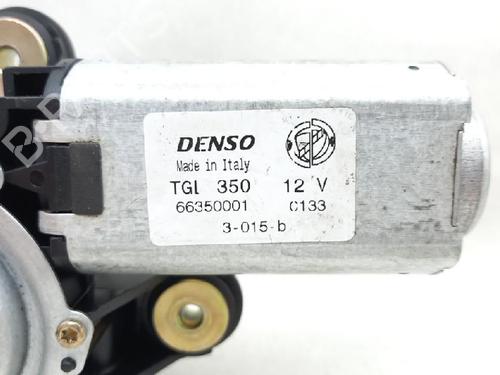 DENSO
Made in Italy
TGL 350 12 V
66350001 C133
3-015-b